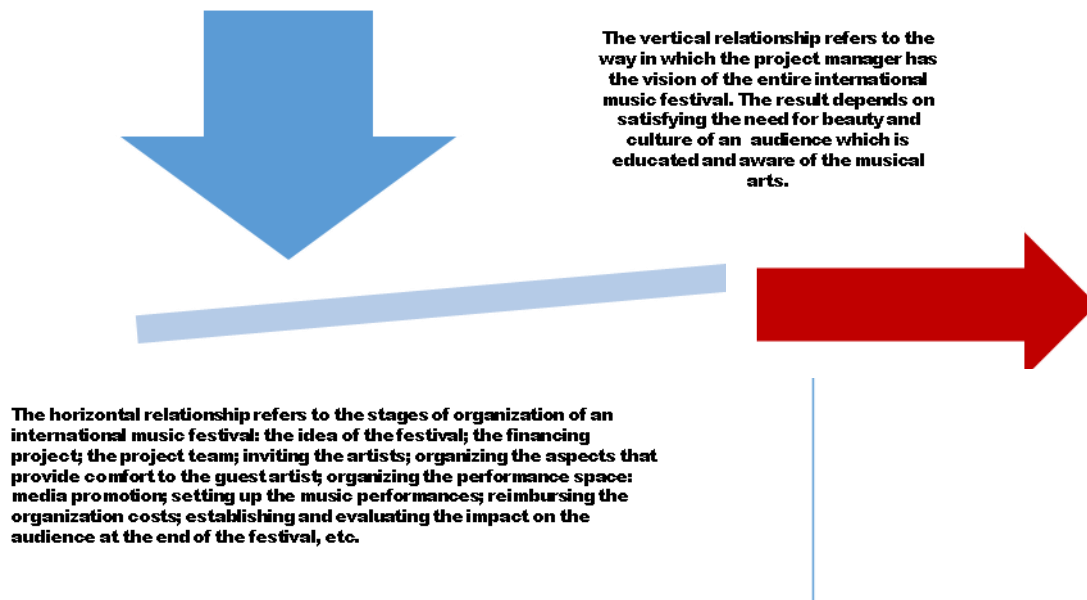 The vertical relationship refers to the
way in which the project manager has
the vision of the entire international
music festival. The result depends on
satisfying the need for beauty and
culture of an audience which is
educated and aware of the musical
arts.
The horizontal relationship refers to the stages of organization of an
international music festival: the idea of the festival; the financing
project; the project team; inviting the artists; organizing the aspects that
provide comfort to the guest artist; organizing the performance space:
media promotion; setting up the music performances; reimbursing the
organization costs; establishing and evaluating the impact on the
audience at the end of the festival, etc.